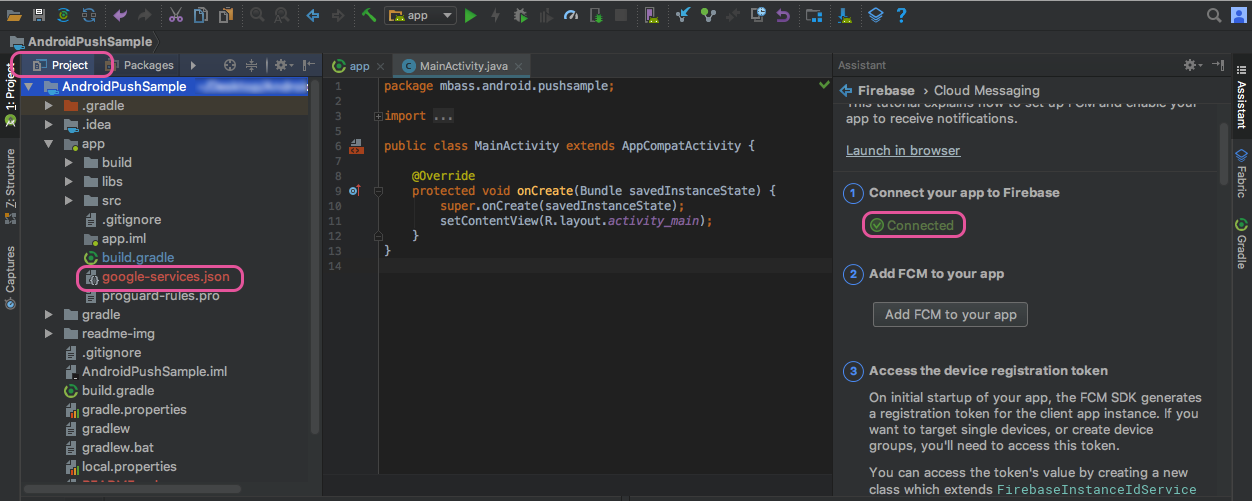 app
AndroidPushSample
Project
Packages
1: Project
Z: Structure
Captures
AndroidPushSample
.gradle
.idea
app
build
libs
src
.gitignore
app.iml
build.gradle
google-services.json
proguard-rules.pro
gradle
readme-img
.gitignore
AndroidPushSample.iml
build.gradle
gradle.properties
gradlew
gradlew.bat
local.properties
app
MainActivity.java
1 package mbass.android.pushsample;
2
3 import ...
5
6 public class MainActivity extends AppCompatActivity {
7
8 @Override
9 protected void onCreate(Bundle savedInstanceState) {
10 super.onCreate(savedInstanceState);
11 setContentView(R.layout.activity_main);
12 }
13 }
14
Assistant
Firebase › Cloud Messaging
This tutorial explains how to set up FCM and enable your
app to receive notifications.
Launch in browser
1 Connect your app to Firebase
Connected
2 Add FCM to your app
Add FCM to your app
3 Access the device registration token
On initial startup of your app, the FCM SDK generates
a registration token for the client app instance. If you
want to target single devices, or create device
groups, you'll need to access this token.
You can access the token's value by creating a new
class which extends FirebaseInstanceIdService
Assistant
Fabric
Gradle